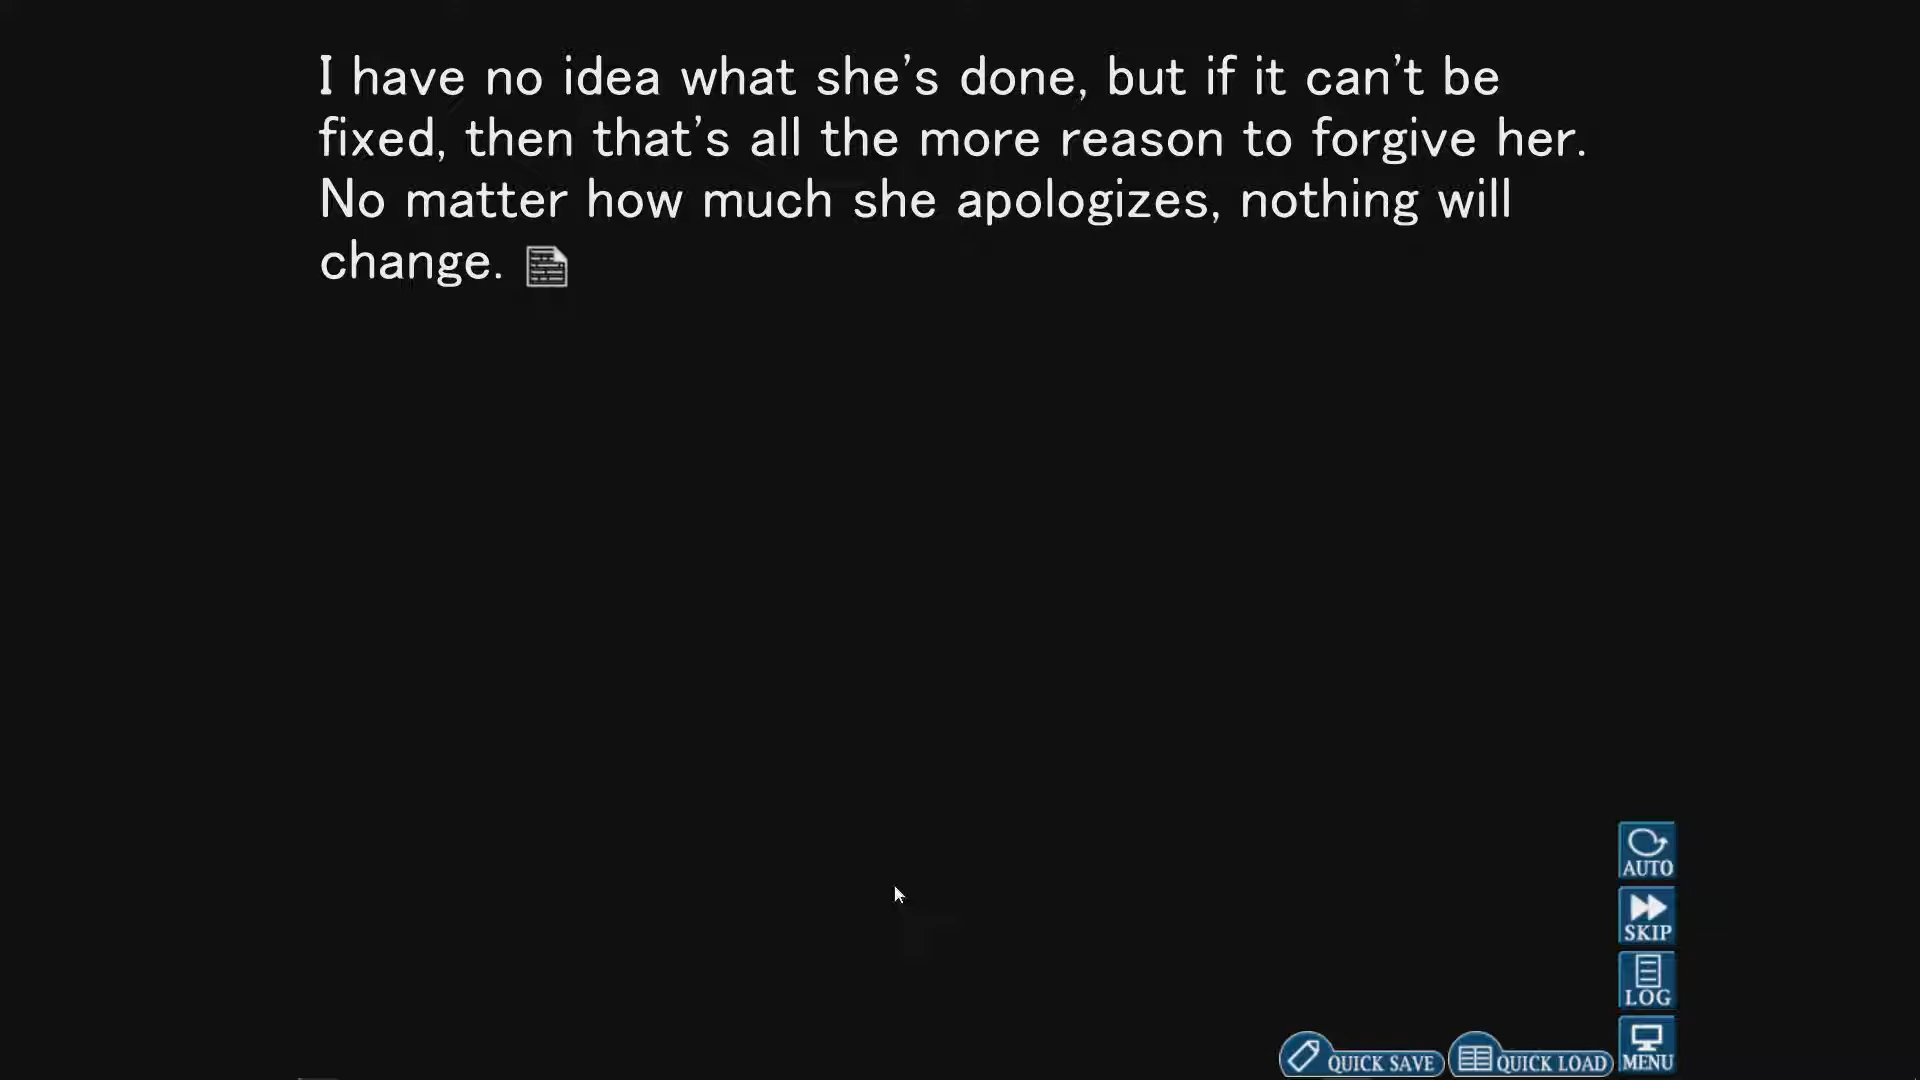 I have no idea what she's done, but if it can't be
fixed, then that's all the more reason to forgive her.
No matter how much she apologizes, nothing will
change.
AUTO
SKIP
LOG
MENU
QUICK SAVE
QUICK LOAD